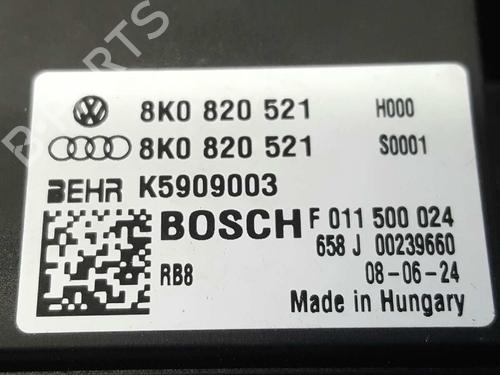 8K0 820 521 H000
8K0 820 521 S0001
BEHR K5909003
BOSCH F 011 500 024
658 J 00239660
RB8 08-06-24
Made in Hungary